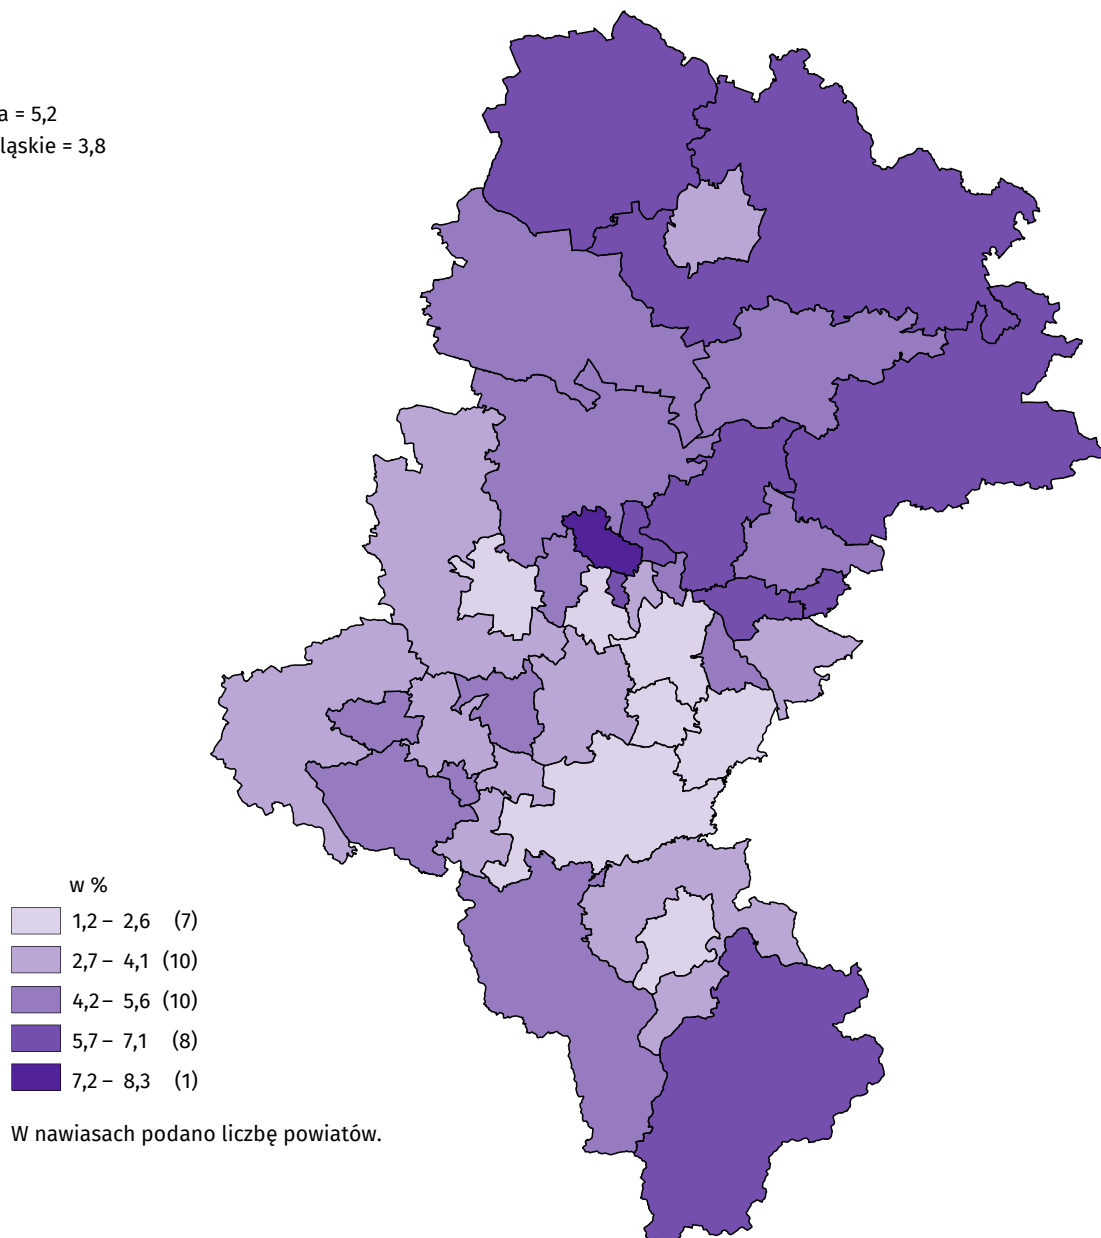 = 5,2
= 3,8
w %
1,2 – 2,6 (7)
2,7 – 4,1 (10)
4,2 – 5,6 (10)
5,7 – 7,1 (8)
7,2 – 8,3 (1)
W nawiasach podano liczbę powiatów.